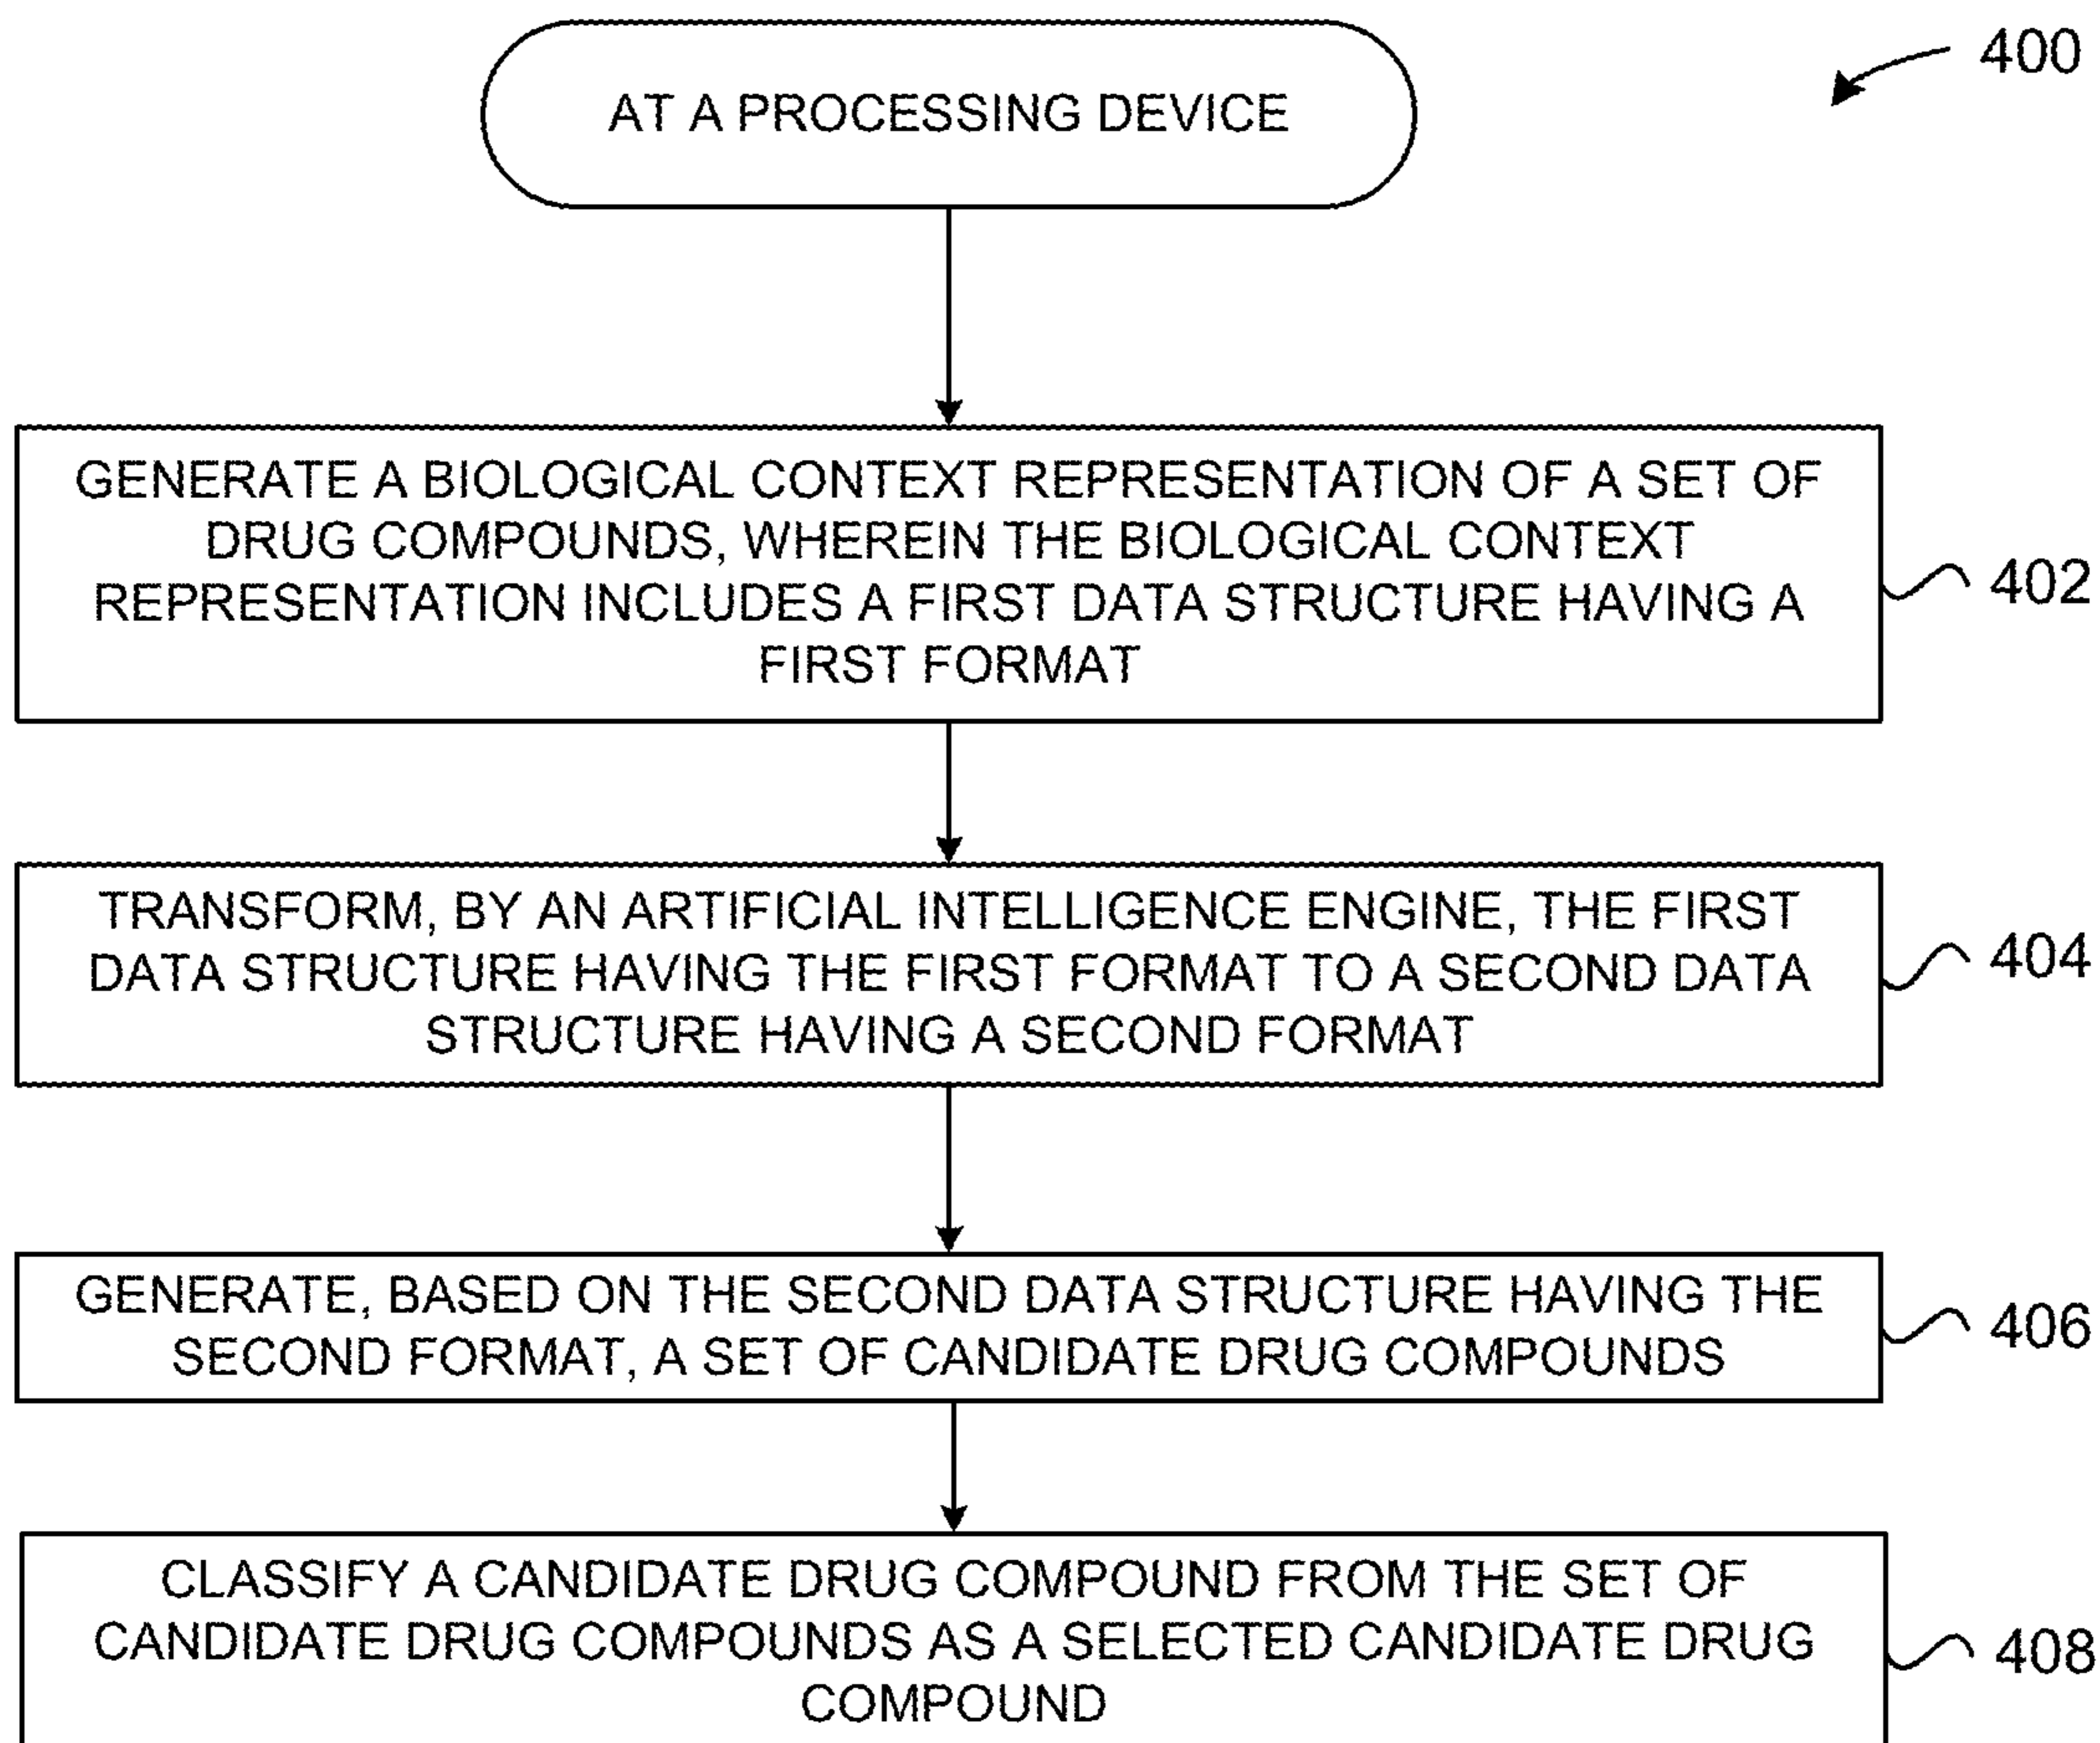 AT A PROCESSING DEVICE
400
GENERATE A BIOLOGICAL CONTEXT REPRESENTATION OF A SET OF
DRUG COMPOUNDS, WHEREIN THE BIOLOGICAL CONTEXT
REPRESENTATION INCLUDES A FIRST DATA STRUCTURE HAVING A
FIRST FORMAT
402
TRANSFORM, BY AN ARTIFICIAL INTELLIGENCE ENGINE, THE FIRST
DATA STRUCTURE HAVING THE FIRST FORMAT TO A SECOND DATA
STRUCTURE HAVING A SECOND FORMAT
404
GENERATE, BASED ON THE SECOND DATA STRUCTURE HAVING THE
SECOND FORMAT, A SET OF CANDIDATE DRUG COMPOUNDS
406
CLASSIFY A CANDIDATE DRUG COMPOUND FROM THE SET OF
CANDIDATE DRUG COMPOUNDS AS A SELECTED CANDIDATE DRUG
COMPOUND
408